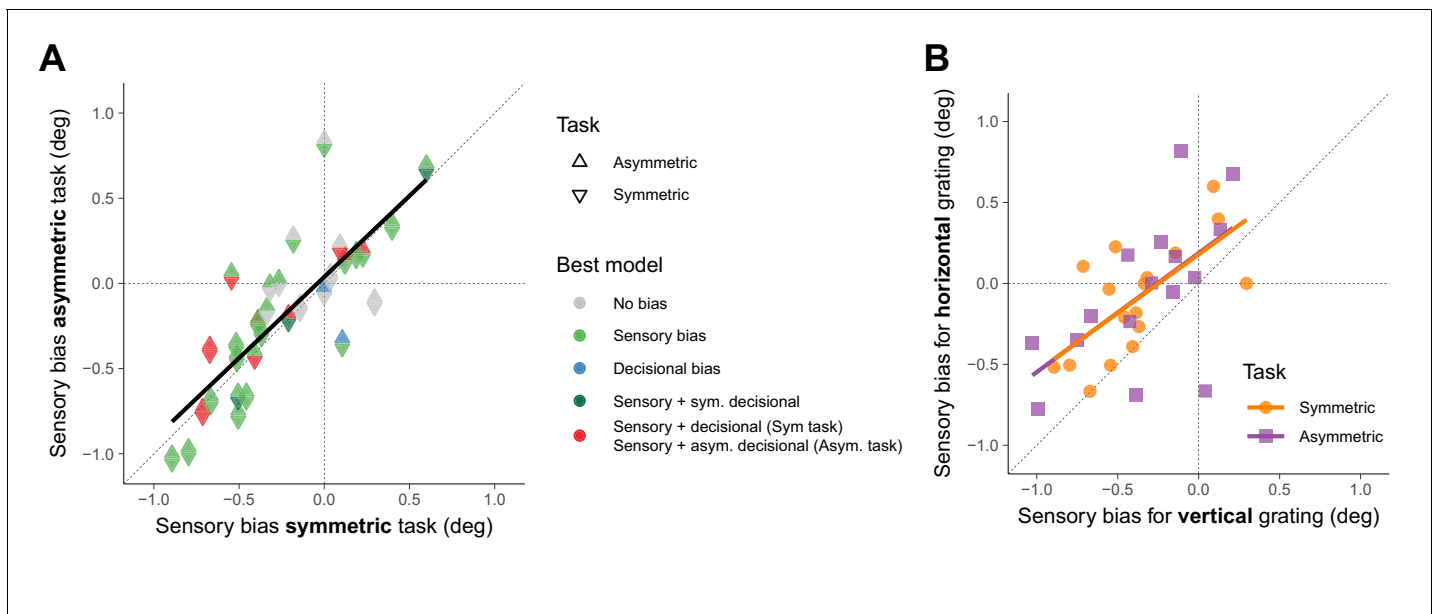 A
Sensory bias asymmetric task (deg)
1.0
0.5
0.0
−0.5
−1.0
−1.0 −0.5 0.0 0.5 1.0
Sensory bias symmetric task (deg)
Task
Asymmetric
Symmetric
Best model
No bias
Sensory bias
Decisional bias
Sensory + sym. decisional
Sensory + decisional (Sym task)
Sensory + asym. decisional (Asym. task)
B
Sensory bias for horizontal grating (deg)
1.0
0.5
0.0
−0.5
−1.0
−1.0 −0.5 0.0 0.5 1.0
Sensory bias for vertical grating (deg)
Task
Symmetric
Asymmetric